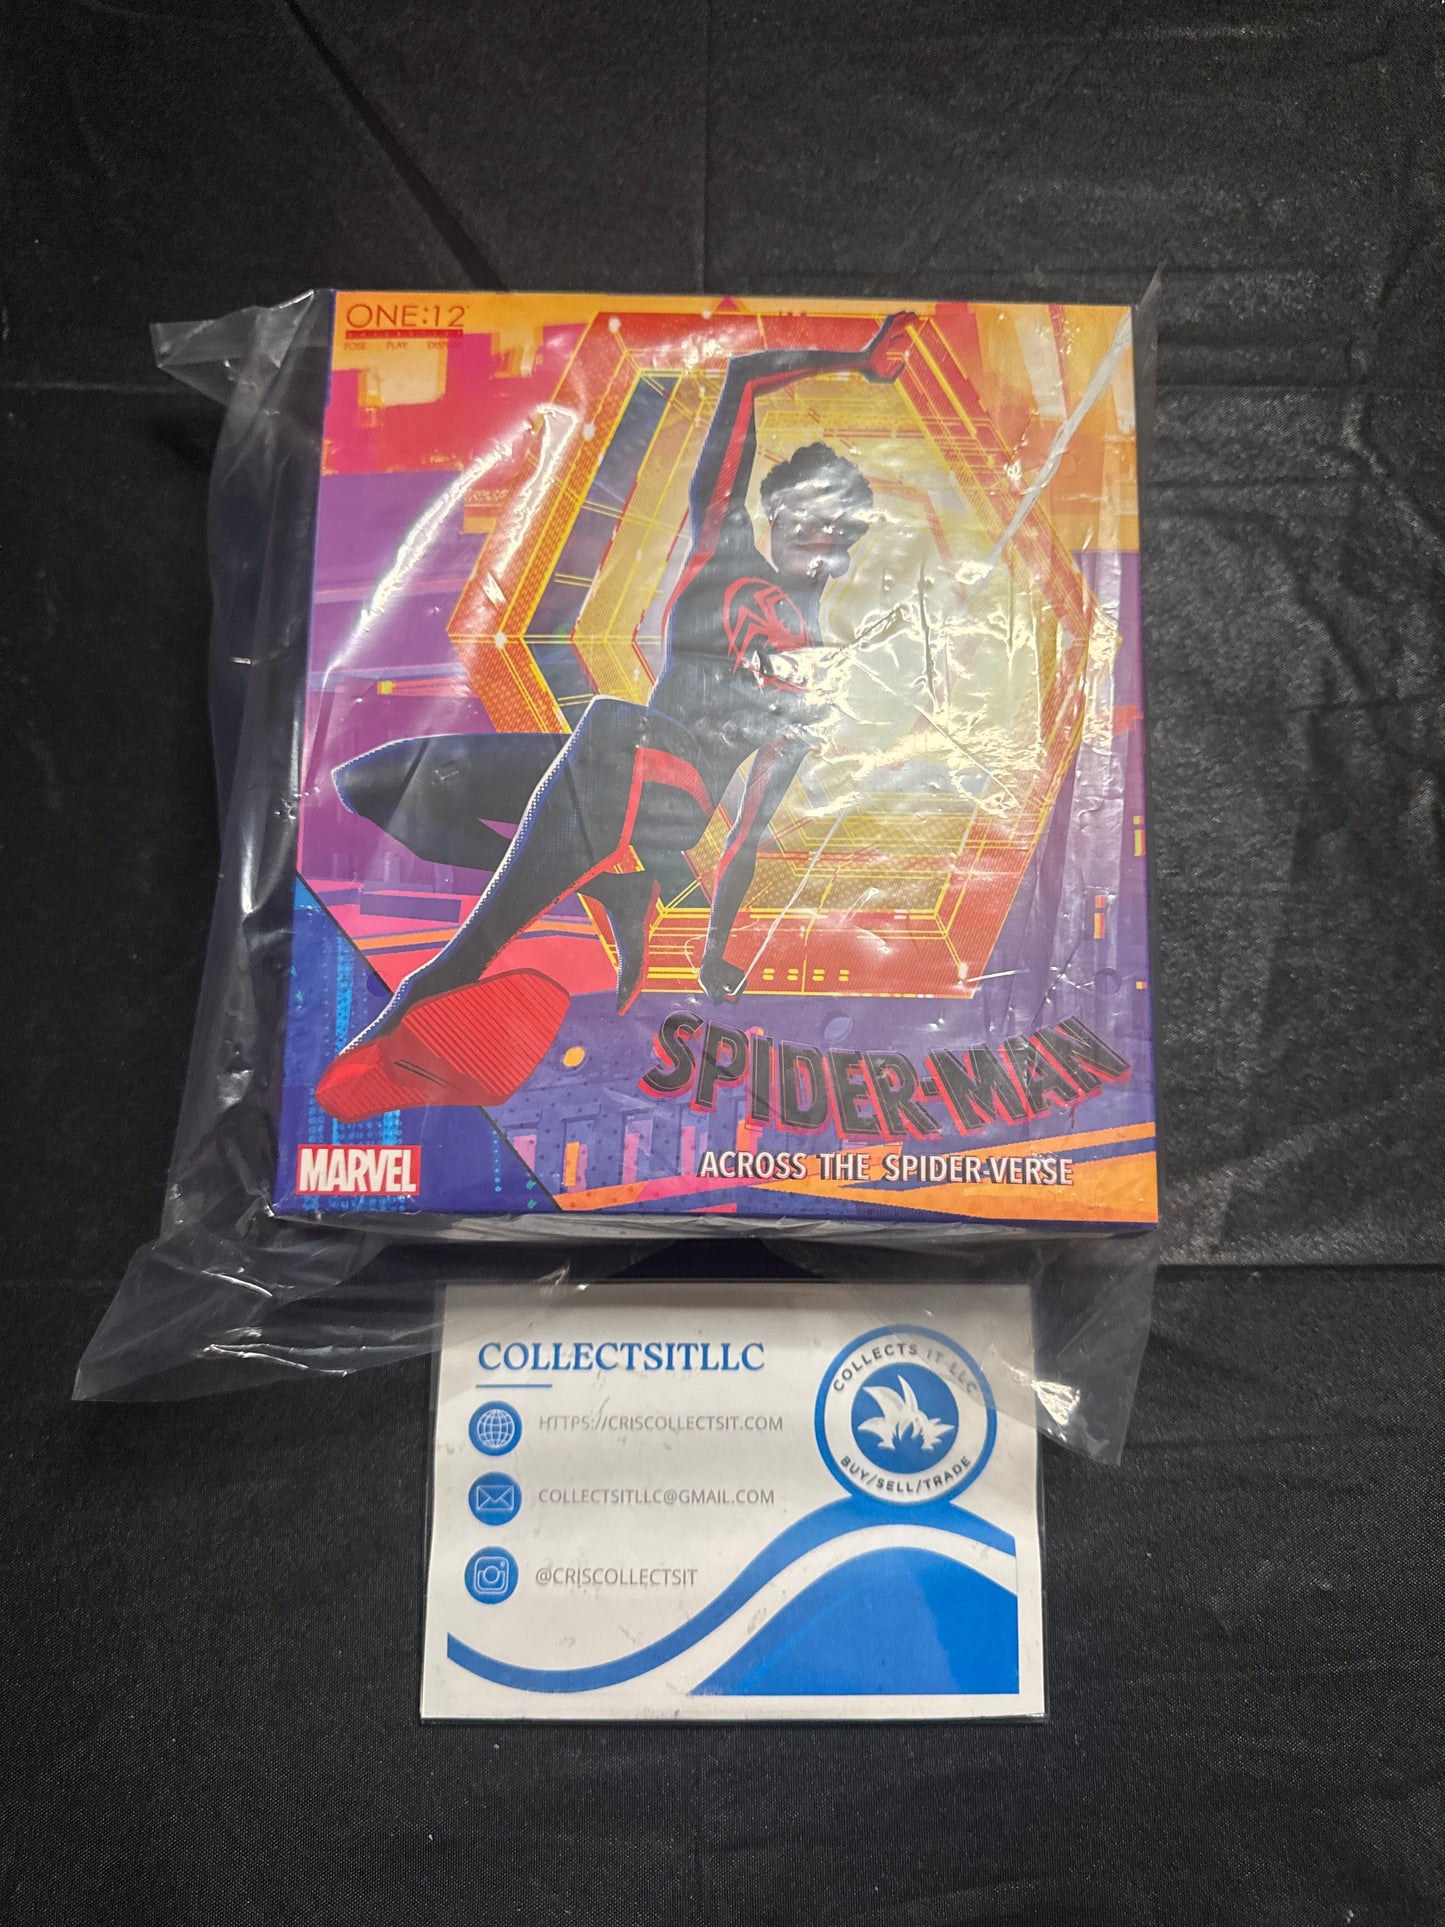 ONE:12
COLLECTIVE
POSE PLAY DISPLAY
SPIDER-MAN
ACROSS THE SPIDER-VERSE
MARVEL
COLLECTSITLLC
HTTPS://CRISCOLLECTSIT.COM
COLLECTSITLLC@GMAIL.COM
@CRISCOLLECTSIT
COLLECTS IT LLC
BUY/SELL/TRADE